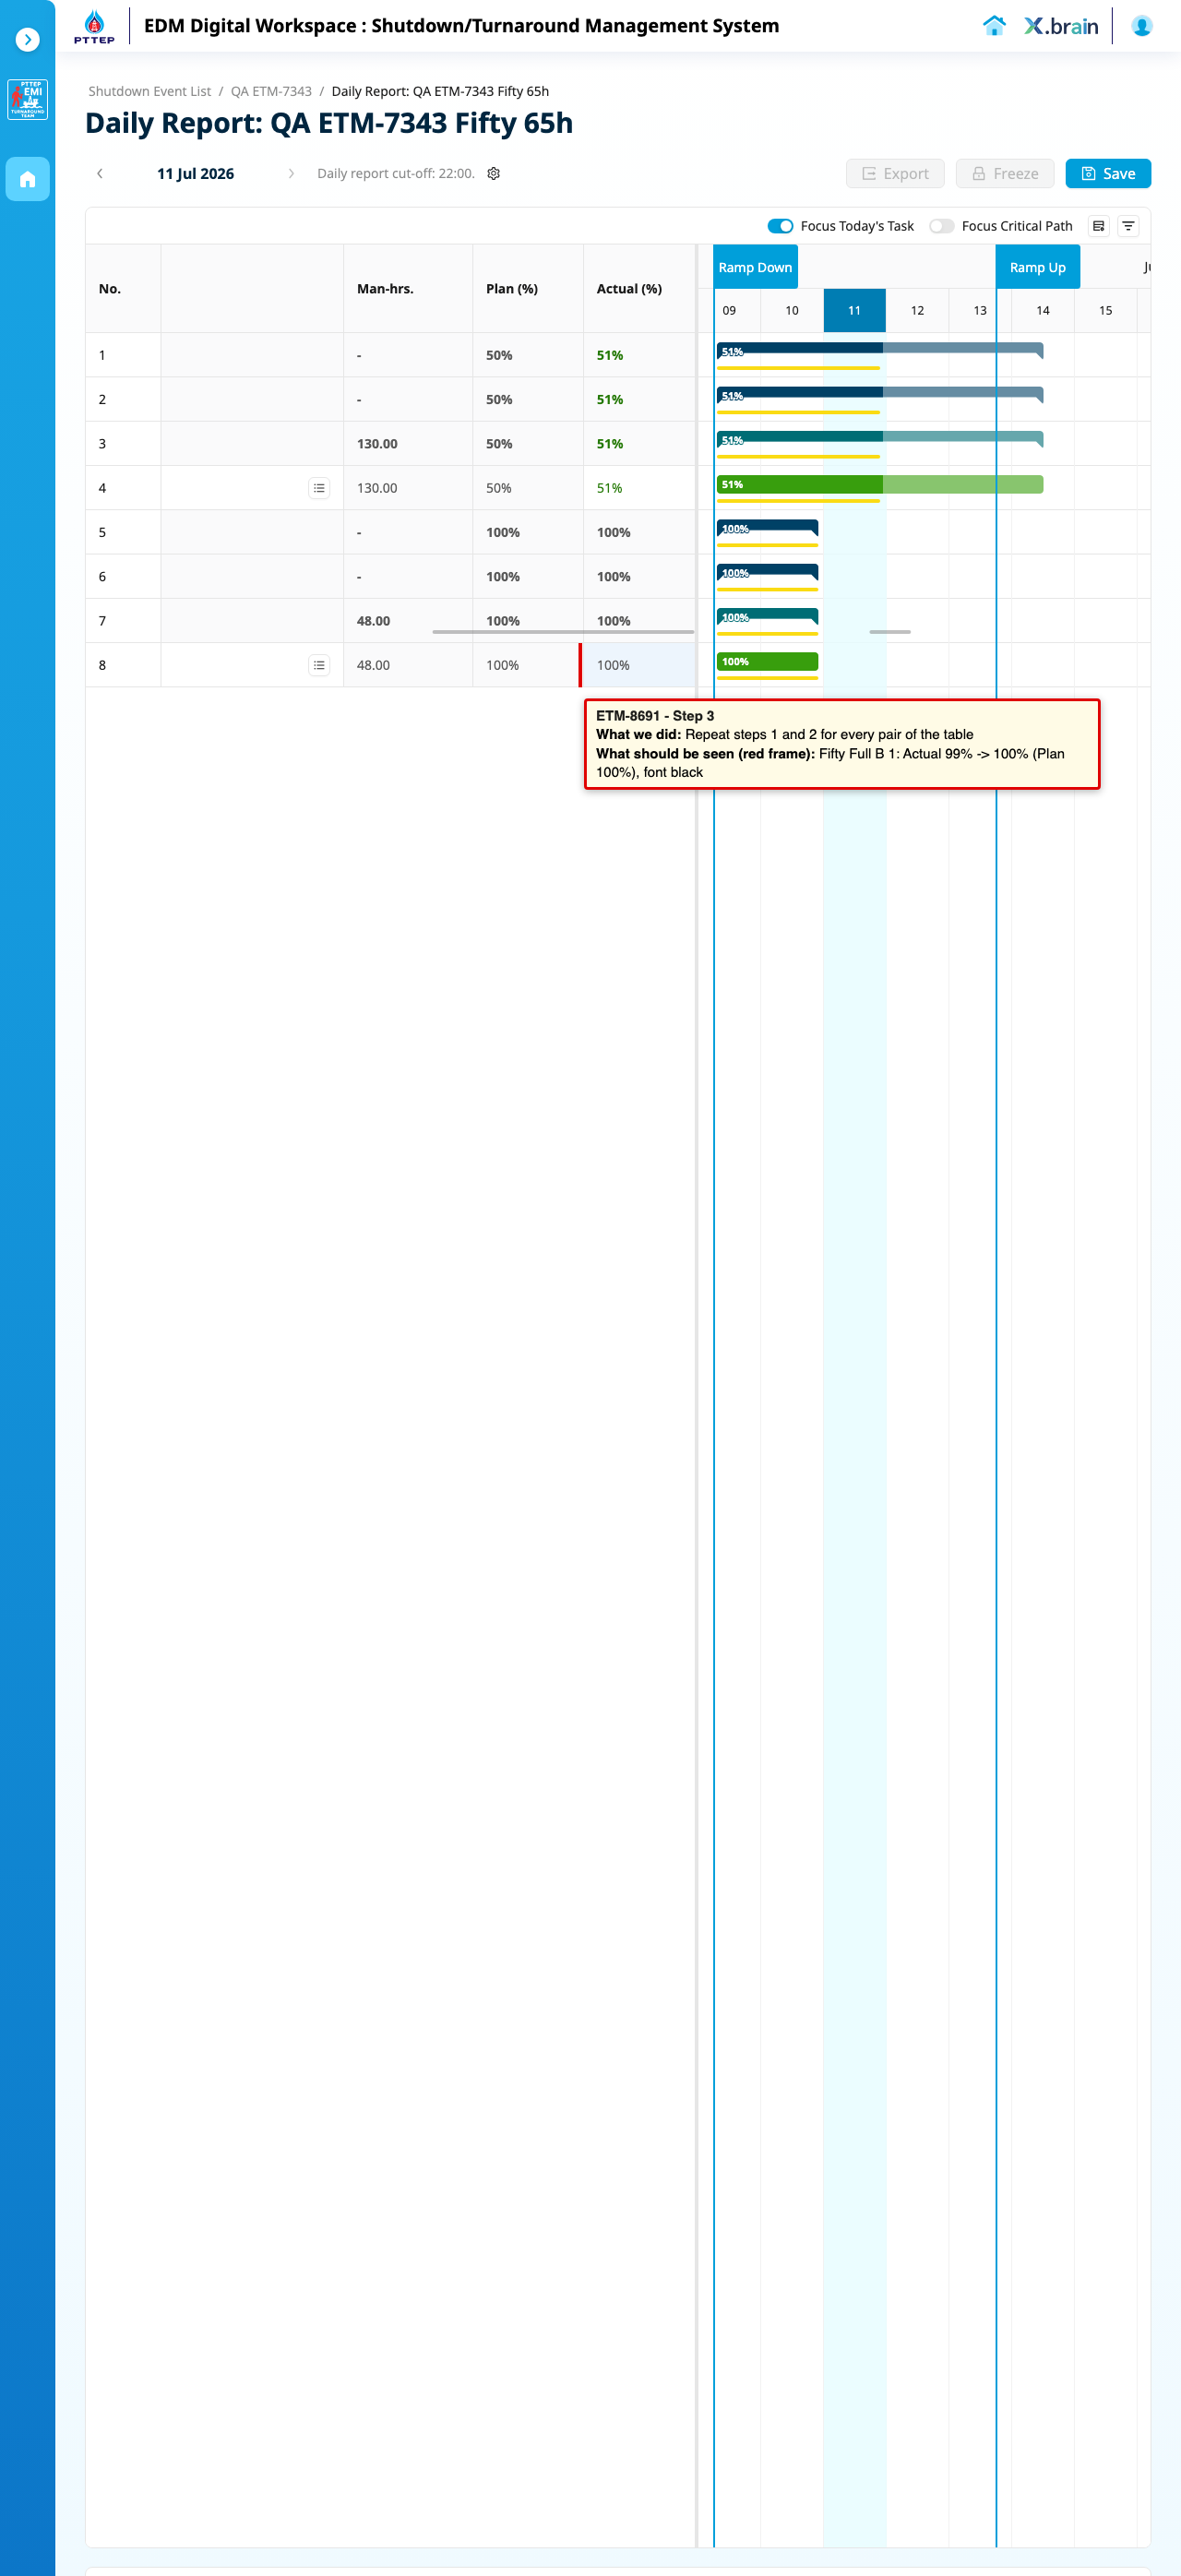 PTTEP
EDM Digital Workspace : Shutdown/Turnaround Management System
X.brain
PTTEP
EMI
TURNAROUND
TEAM
Shutdown Event List / QA ETM-7343 / Daily Report: QA ETM-7343 Fifty 65h
Daily Report: QA ETM-7343 Fifty 65h
11 Jul 2026
Daily report cut-off: 22:00.
Export
Freeze
Save
Focus Today's Task
Focus Critical Path
No. Man-hrs. Plan (%) Actual (%)
Ramp Down Ramp Up
09 10 11 12 13 14 15
1 - 50% 51% 51%
2 - 50% 51% 51%
3 130.00 50% 51% 51%
4 130.00 50% 51% 51%
5 - 100% 100% 100%
6 - 100% 100% 100%
7 48.00 100% 100% 100%
8 48.00 100% 100% 100%
ETM-8691 - Step 3
What we did: Repeat steps 1 and 2 for every pair of the table
What should be seen (red frame): Fifty Full B 1: Actual 99% -> 100% (Plan
100%), font black